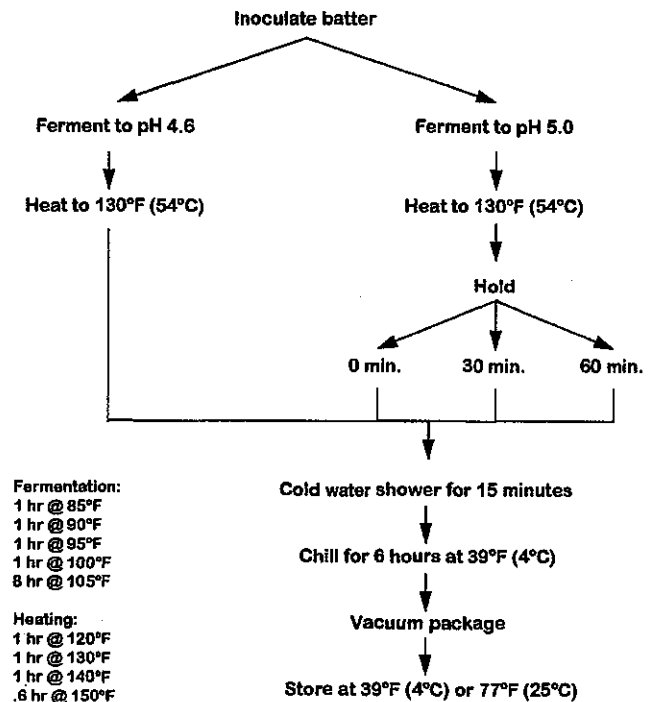 Inoculate batter
Ferment to pH 4.6
Ferment to pH 5.0
Heat to 130°F (54°C)
Heat to 130°F (54°C)
Hold
0 min.
30 min.
60 min.
Cold water shower for 15 minutes
Chill for 6 hours at 39°F (4°C)
Vacuum package
Store at 39°F (4°C) or 77°F (25°C)
Fermentation:
1 hr @ 85°F
1 hr @ 90°F
1 hr @ 95°F
1 hr @ 100°F
8 hr @ 105°F
Heating:
1 hr @ 120°F
1 hr @ 130°F
1 hr @ 140°F
.6 hr @ 150°F